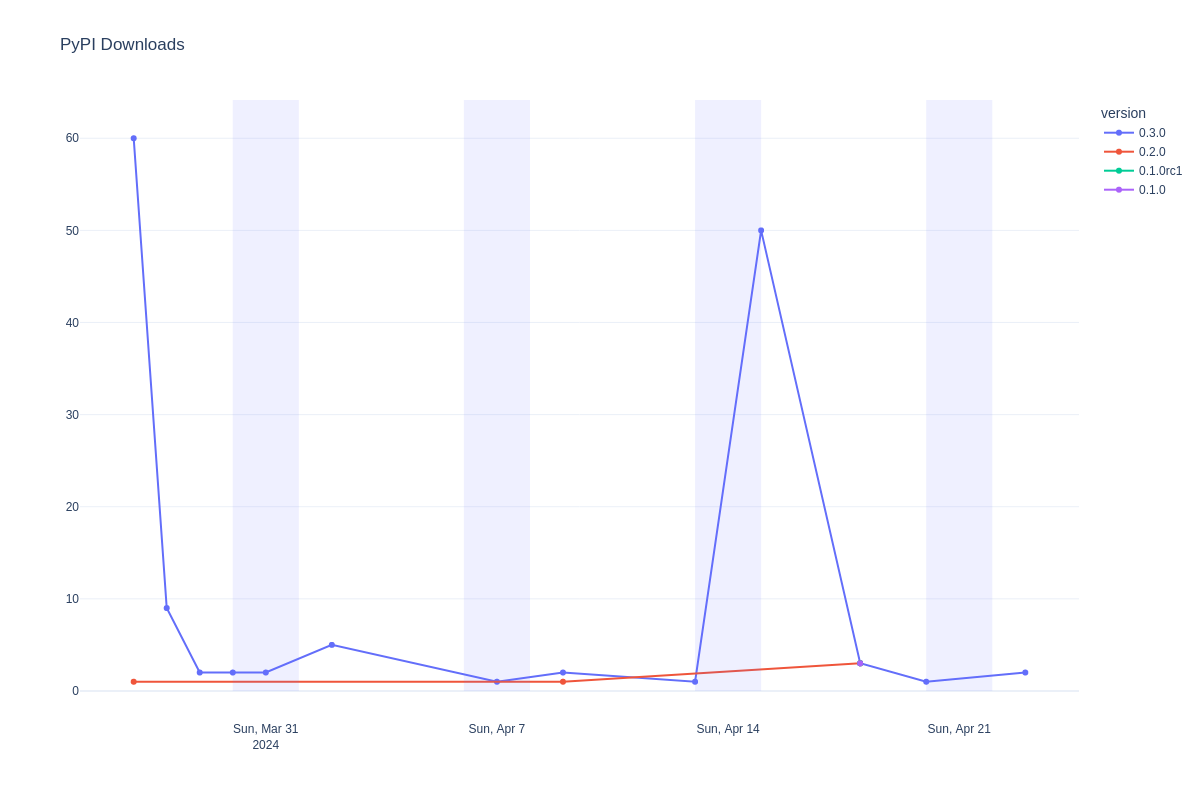 PyPI Downloads
version
0.3.0
0.2.0
0.1.0rc1
0.1.0
60
50
40
30
20
10
0
Sun, Mar 31
2024
Sun, Apr 7
Sun, Apr 14
Sun, Apr 21